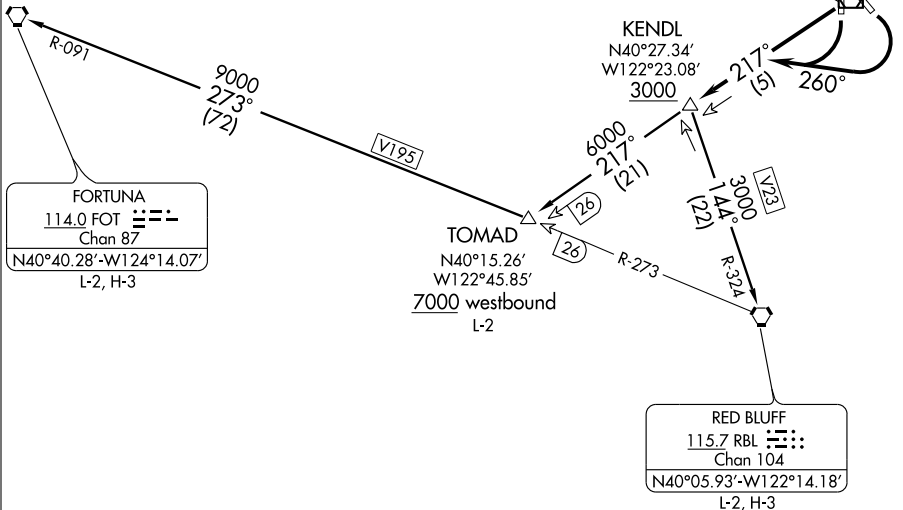 R-091
9000
273°
(72)
V195
KENDL
N40°27.34'
W122°23.08'
3000
217°
(5)
260°
6000
217°
(21)
26
26
3000
144°
(22)
V23
R-273
R-324
TOMAD
N40°15.26'
W122°45.85'
7000 westbound
L-2
FORTUNA
114.0 FOT
Chan 87
N40°40.28'-W124°14.07'
L-2, H-3
RED BLUFF
115.7 RBL
Chan 104
N40°05.93'-W122°14.18'
L-2, H-3